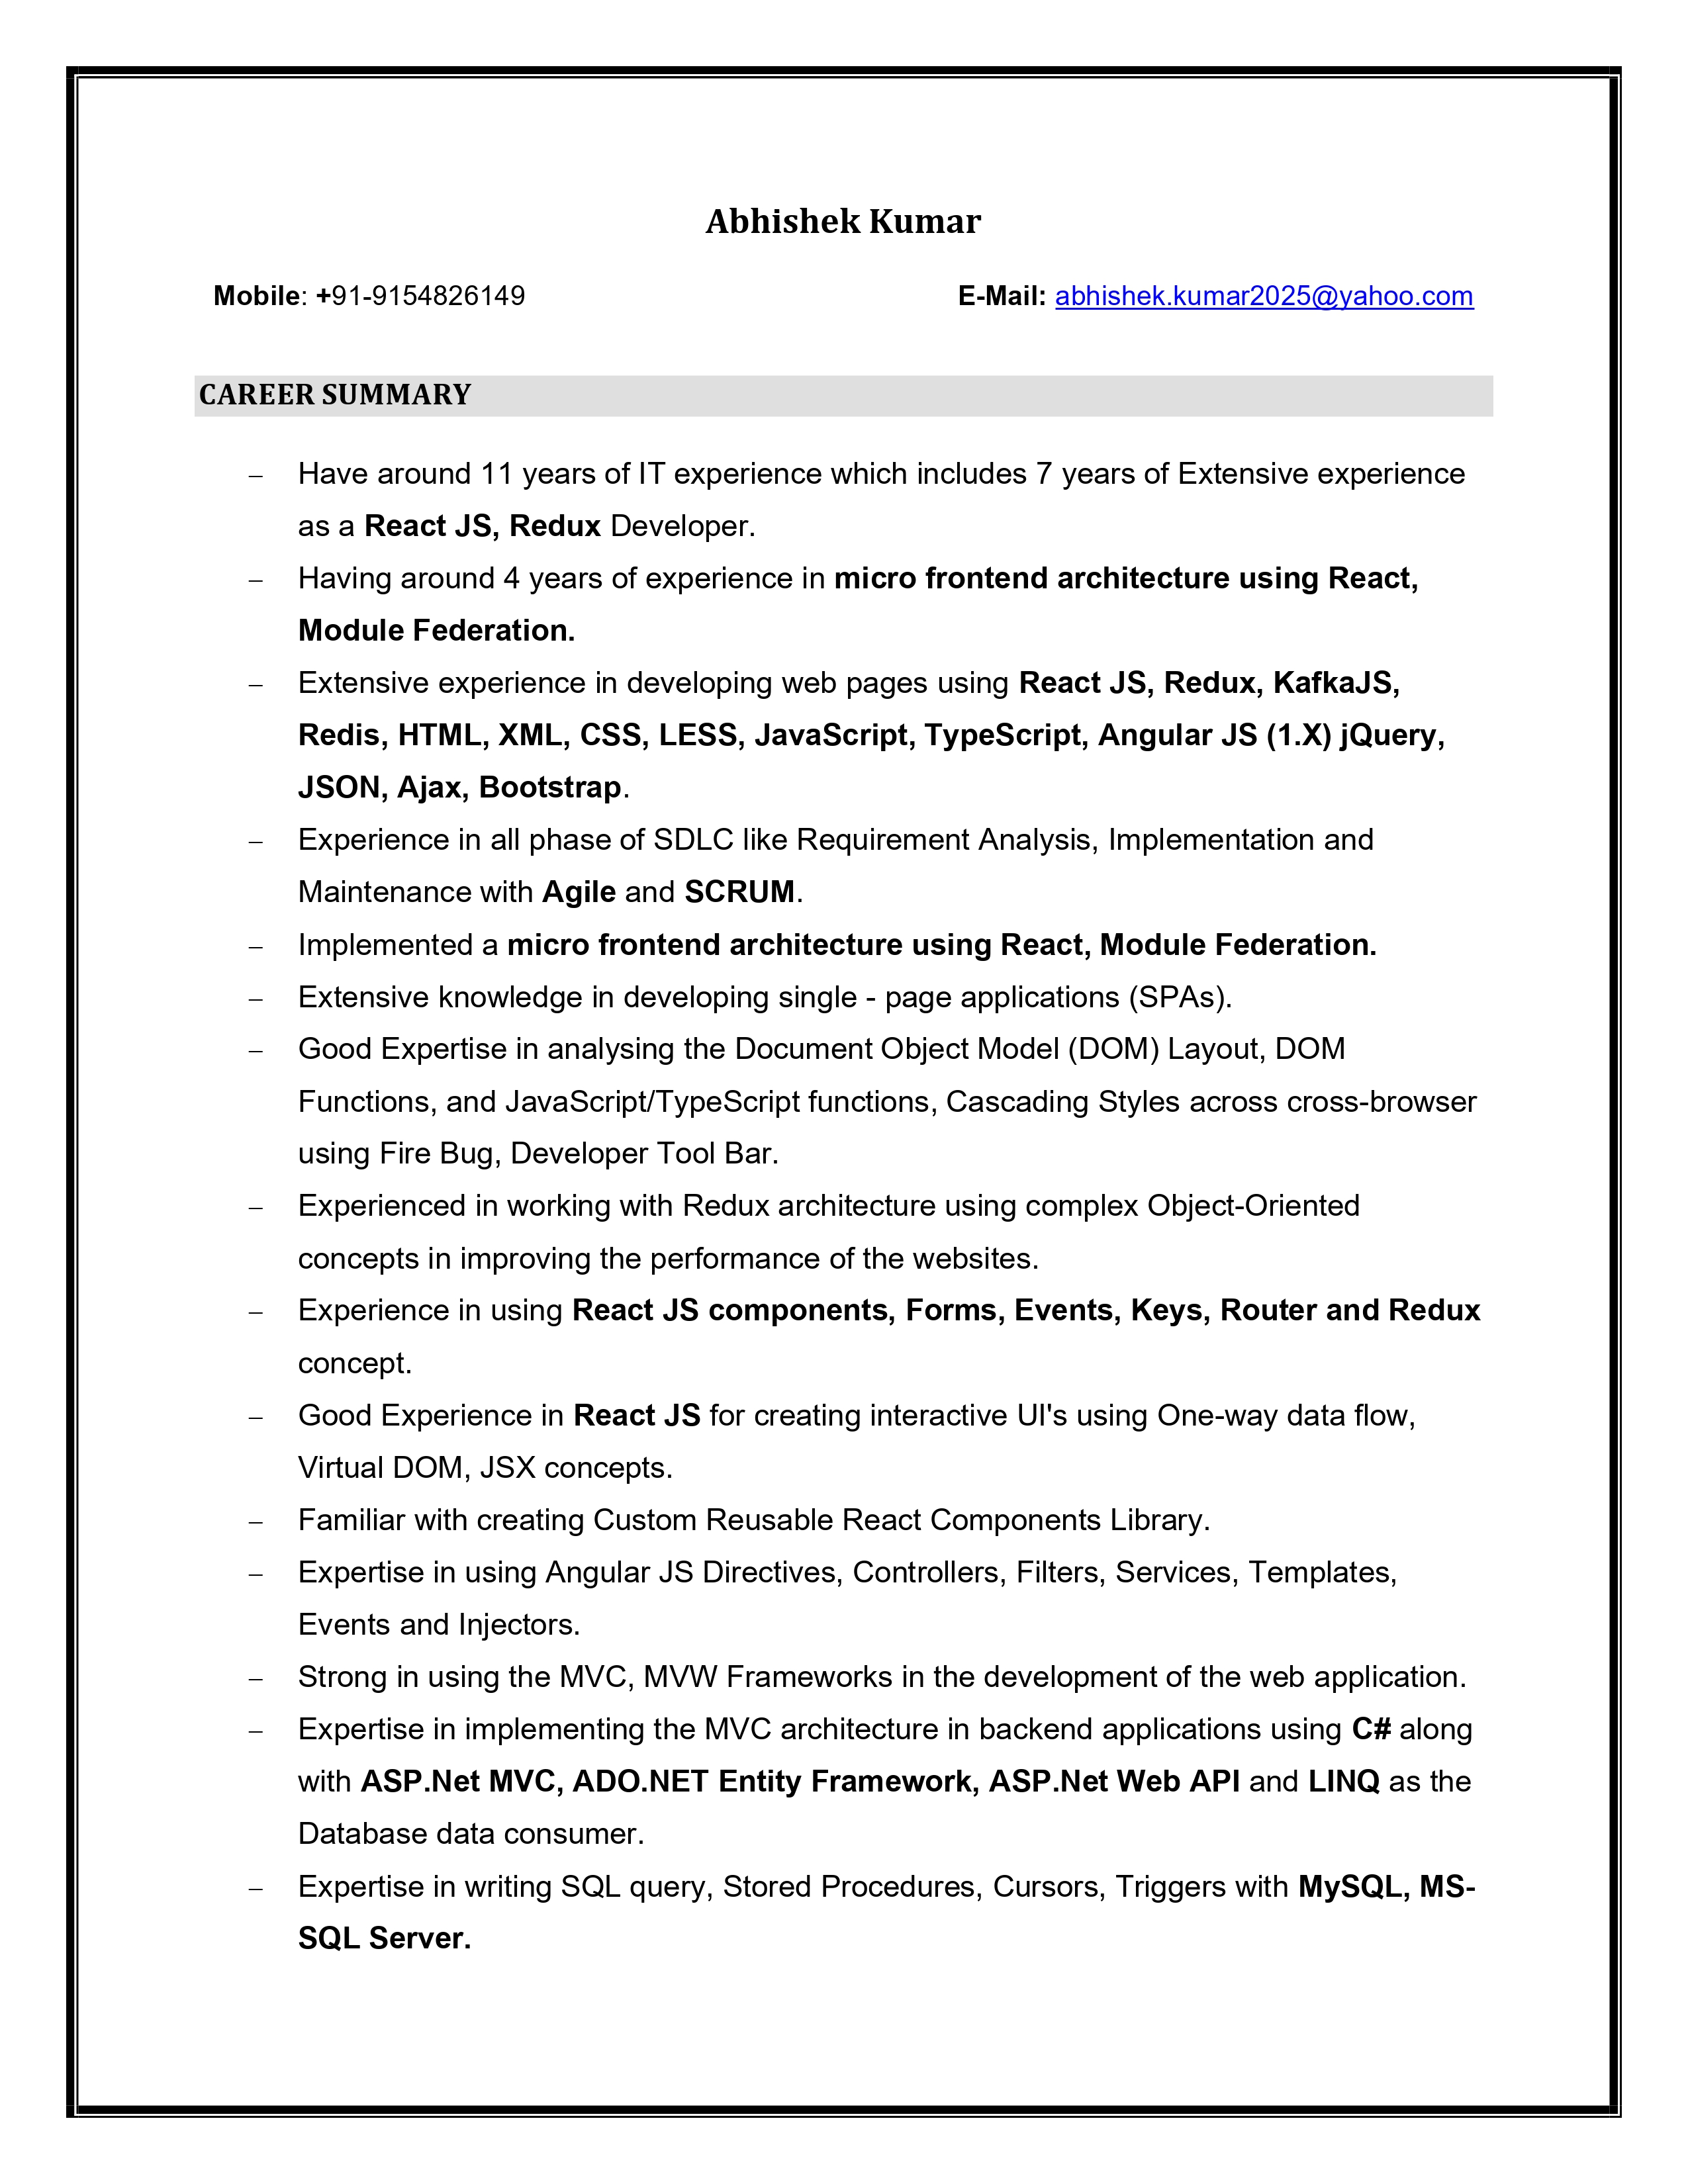 Abhishek Kumar
Mobile: +91-9154826149 E-Mail: abhishek.kumar2025@yahoo.com
CAREER SUMMARY
– Have around 11 years of IT experience which includes 7 years of Extensive experience
as a React JS, Redux Developer.
– Having around 4 years of experience in micro frontend architecture using React,
Module Federation.
– Extensive experience in developing web pages using React JS, Redux, KafkaJS,
Redis, HTML, XML, CSS, LESS, JavaScript, TypeScript, Angular JS (1.X) jQuery,
JSON, Ajax, Bootstrap.
– Experience in all phase of SDLC like Requirement Analysis, Implementation and
Maintenance with Agile and SCRUM.
– Implemented a micro frontend architecture using React, Module Federation.
– Extensive knowledge in developing single - page applications (SPAs).
– Good Expertise in analysing the Document Object Model (DOM) Layout, DOM
Functions, and JavaScript/TypeScript functions, Cascading Styles across cross-browser
using Fire Bug, Developer Tool Bar.
– Experienced in working with Redux architecture using complex Object-Oriented
concepts in improving the performance of the websites.
– Experience in using React JS components, Forms, Events, Keys, Router and Redux
concept.
– Good Experience in React JS for creating interactive UI's using One-way data flow,
Virtual DOM, JSX concepts.
– Familiar with creating Custom Reusable React Components Library.
– Expertise in using Angular JS Directives, Controllers, Filters, Services, Templates,
Events and Injectors.
– Strong in using the MVC, MVW Frameworks in the development of the web application.
– Expertise in implementing the MVC architecture in backend applications using C# along
with ASP.Net MVC, ADO.NET Entity Framework, ASP.Net Web API and LINQ as the
Database data consumer.
– Expertise in writing SQL query, Stored Procedures, Cursors, Triggers with MySQL, MS-
SQL Server.